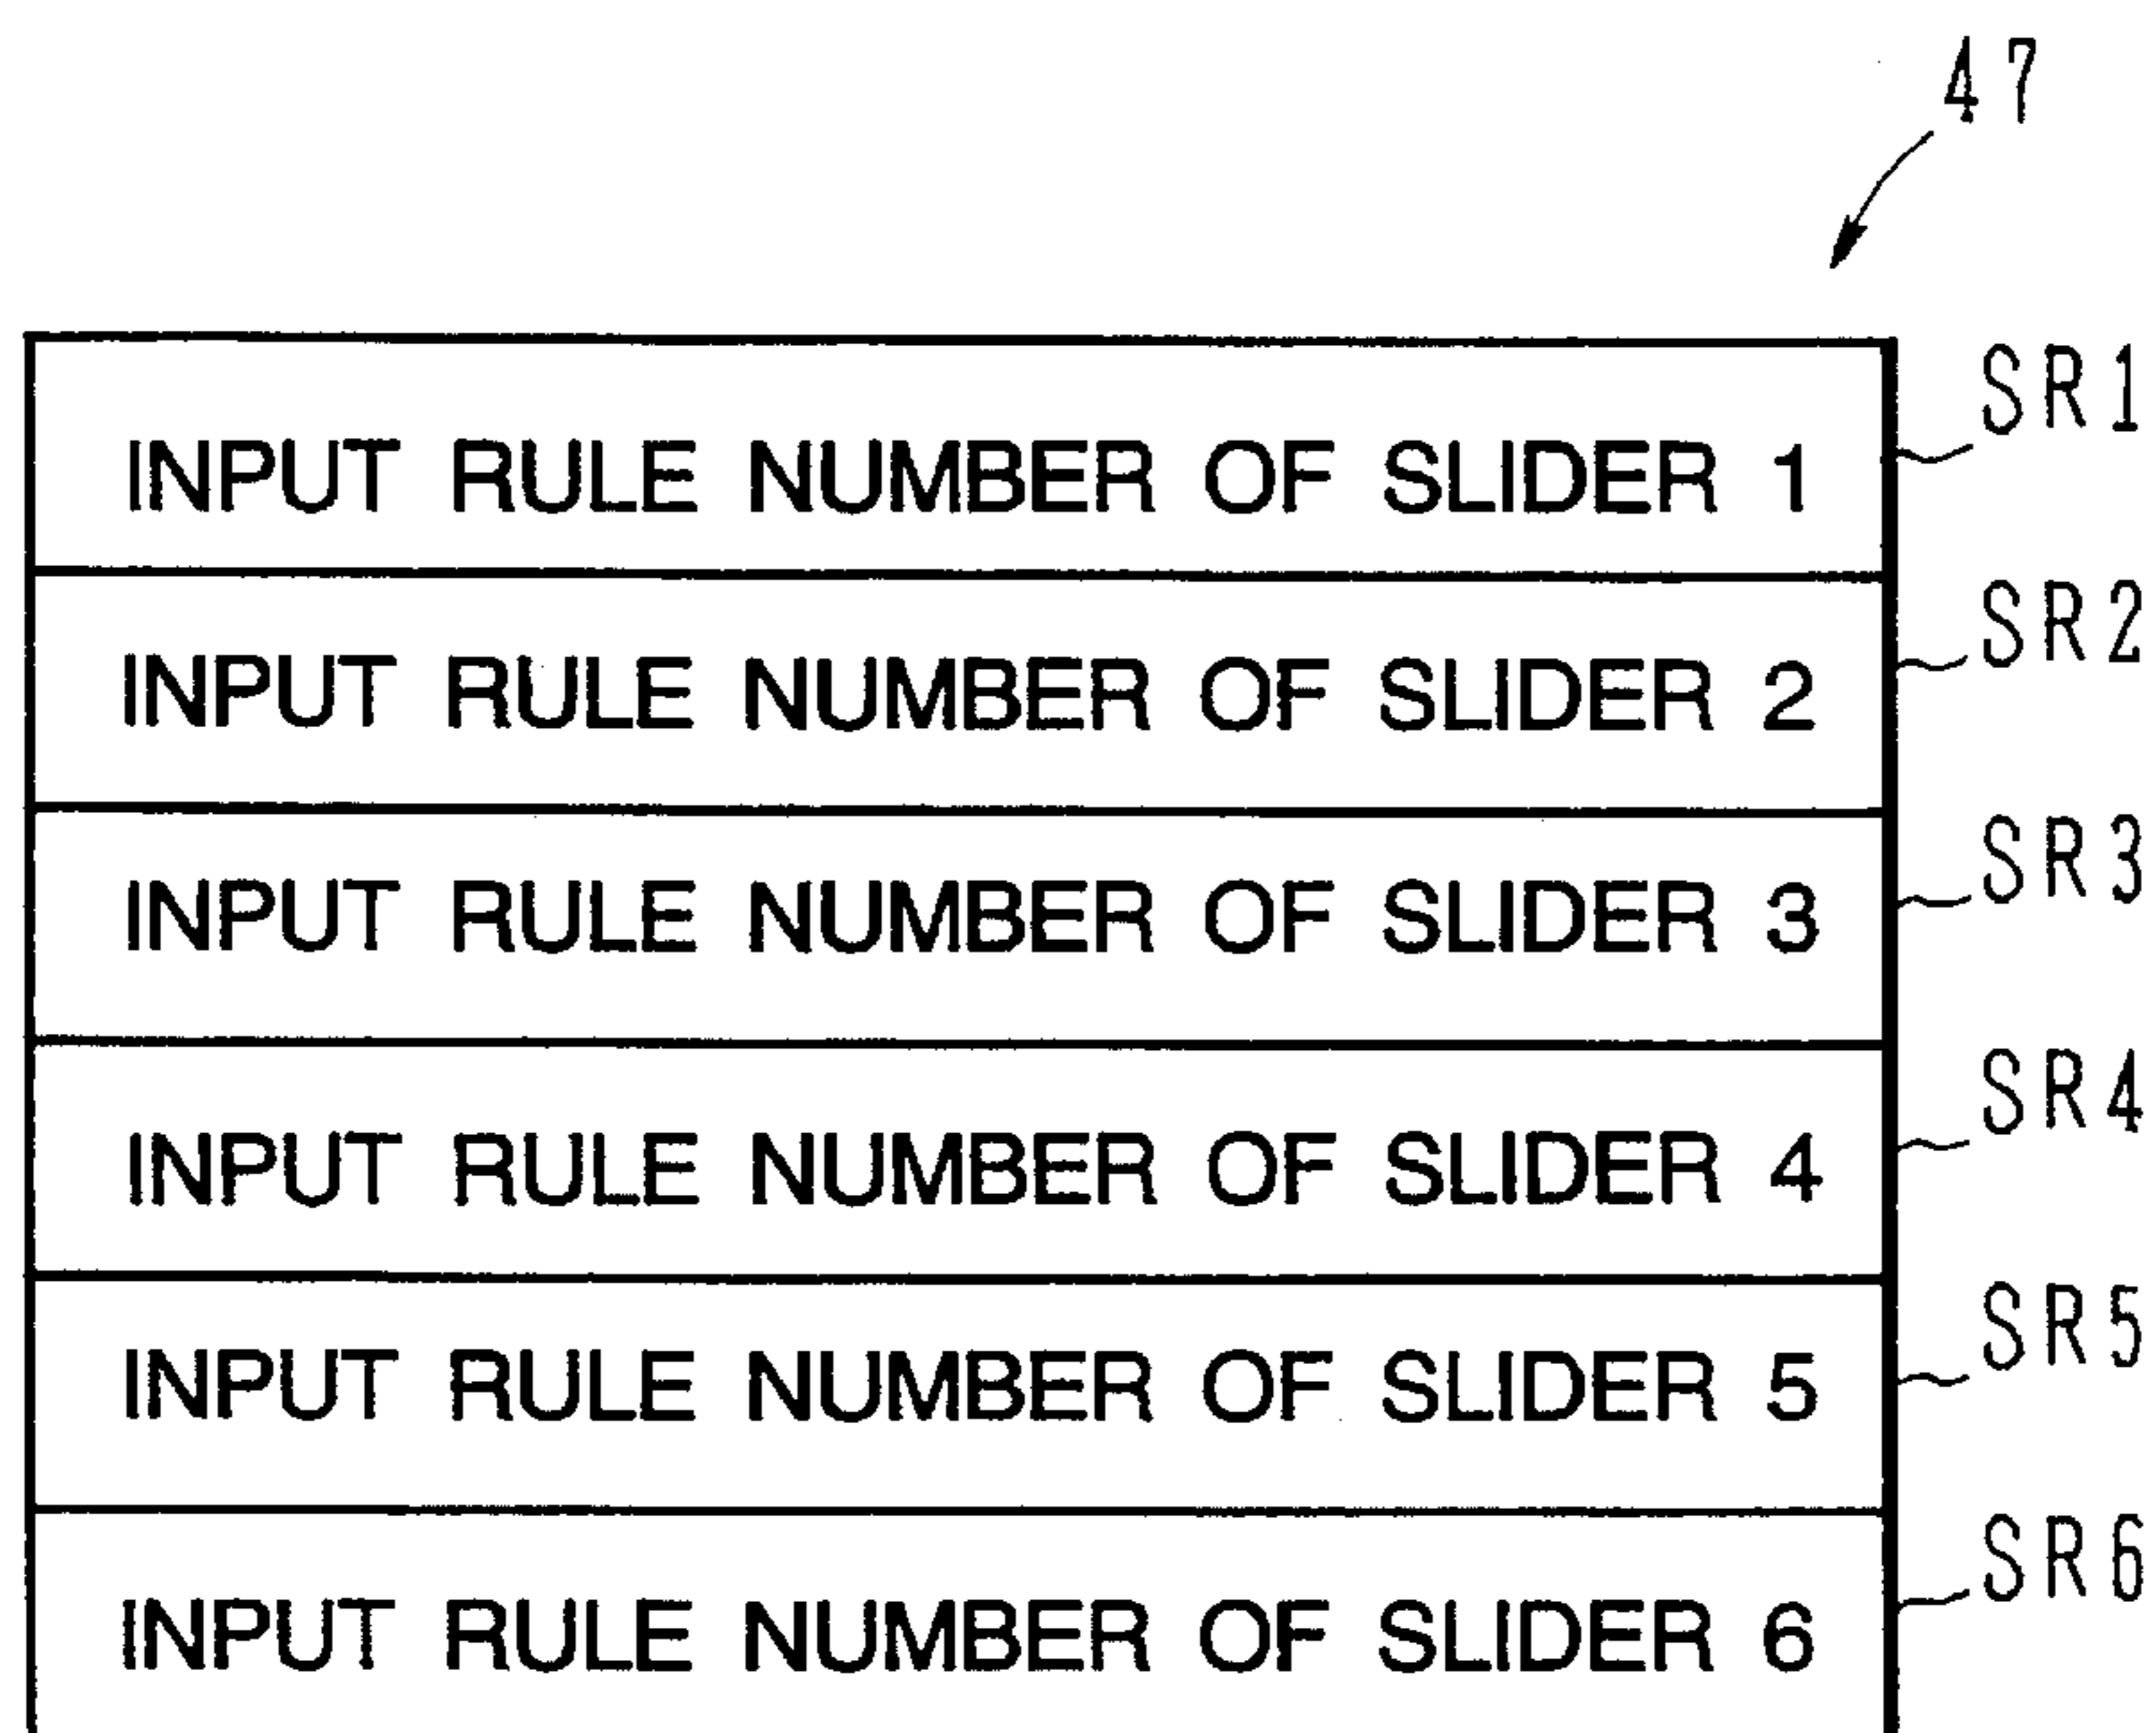 47
INPUT RULE NUMBER OF SLIDER 1 SR1
INPUT RULE NUMBER OF SLIDER 2 SR2
INPUT RULE NUMBER OF SLIDER 3 SR3
INPUT RULE NUMBER OF SLIDER 4 SR4
INPUT RULE NUMBER OF SLIDER 5 SR5
INPUT RULE NUMBER OF SLIDER 6 SR6